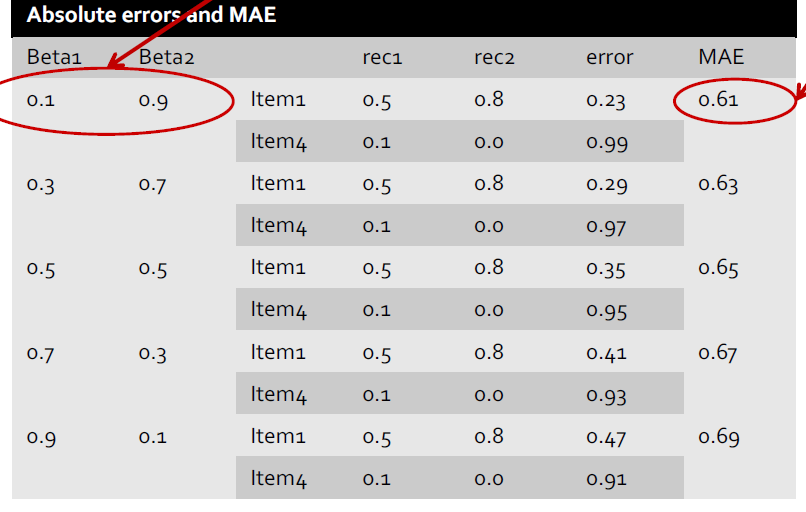 Absolute errors and MAE
Beta1 Beta2 rec1 rec2 error MAE
0.1 0.9 Item1 0.5 0.8 0.23 0.61
Item4 0.1 0.0 0.99
0.3 0.7 Item1 0.5 0.8 0.29 0.63
Item4 0.1 0.0 0.97
0.5 0.5 Item1 0.5 0.8 0.35 0.65
Item4 0.1 0.0 0.95
0.7 0.3 Item1 0.5 0.8 0.41 0.67
Item4 0.1 0.0 0.93
0.9 0.1 Item1 0.5 0.8 0.47 0.69
Item4 0.1 0.0 0.91